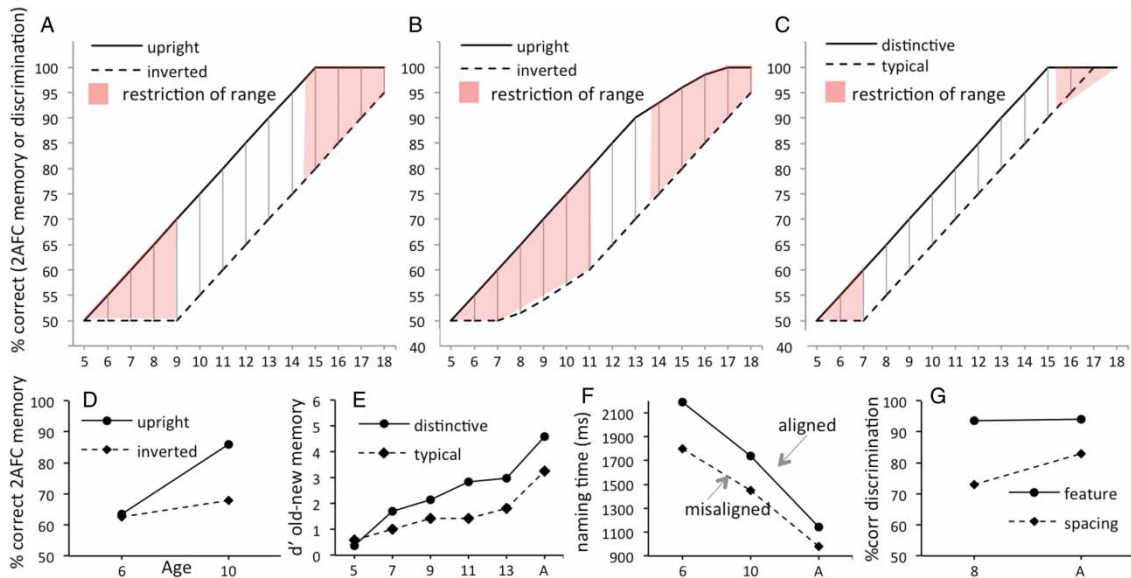 A
upright
inverted
restriction of range
% correct (2AFC memory or discrimination)
100
95
90
85
80
75
70
65
60
55
50
45
40
5 6 7 8 9 10 11 12 13 14 15 16 17 18
B
upright
inverted
restriction of range
100
95
90
85
80
75
70
65
60
55
50
40
5 6 7 8 9 10 11 12 13 14 15 16 17 18
C
distinctive
typical
restriction of range
100
95
90
85
80
75
70
65
60
55
50
45
40
5 6 7 8 9 10 11 12 13 14 15 16 17 18
D
upright
inverted
% correct 2AFC memory
100
90
80
70
60
50
6 Age 10
E
distinctive
typical
d' old-new memory
6
5
4
3
2
1
0
5 7 9 11 13 A
F
aligned
misaligned
naming time (ms)
2100
1900
1700
1500
1300
1100
900
6 10 A
G
feature
spacing
%corr discrimination
100
90
80
70
60
50
8 A